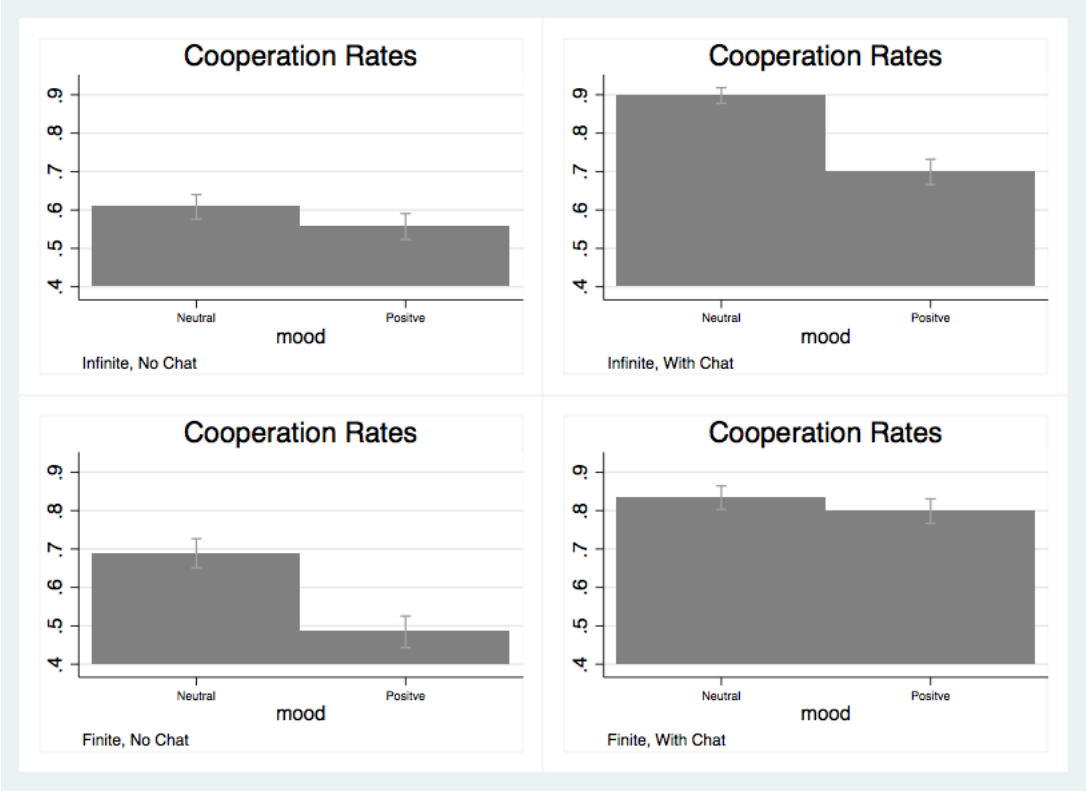 Cooperation Rates
.9
.8
.7
.6
.5
.4
Neutral Positve
mood
Infinite, No Chat
Cooperation Rates
.9
.8
.7
.6
.5
.4
Neutral Positve
mood
Infinite, With Chat
Cooperation Rates
.9
.8
.7
.6
.5
.4
Neutral Positve
mood
Finite, No Chat
Cooperation Rates
.9
.8
.7
.6
.5
.4
Neutral Positve
mood
Finite, With Chat